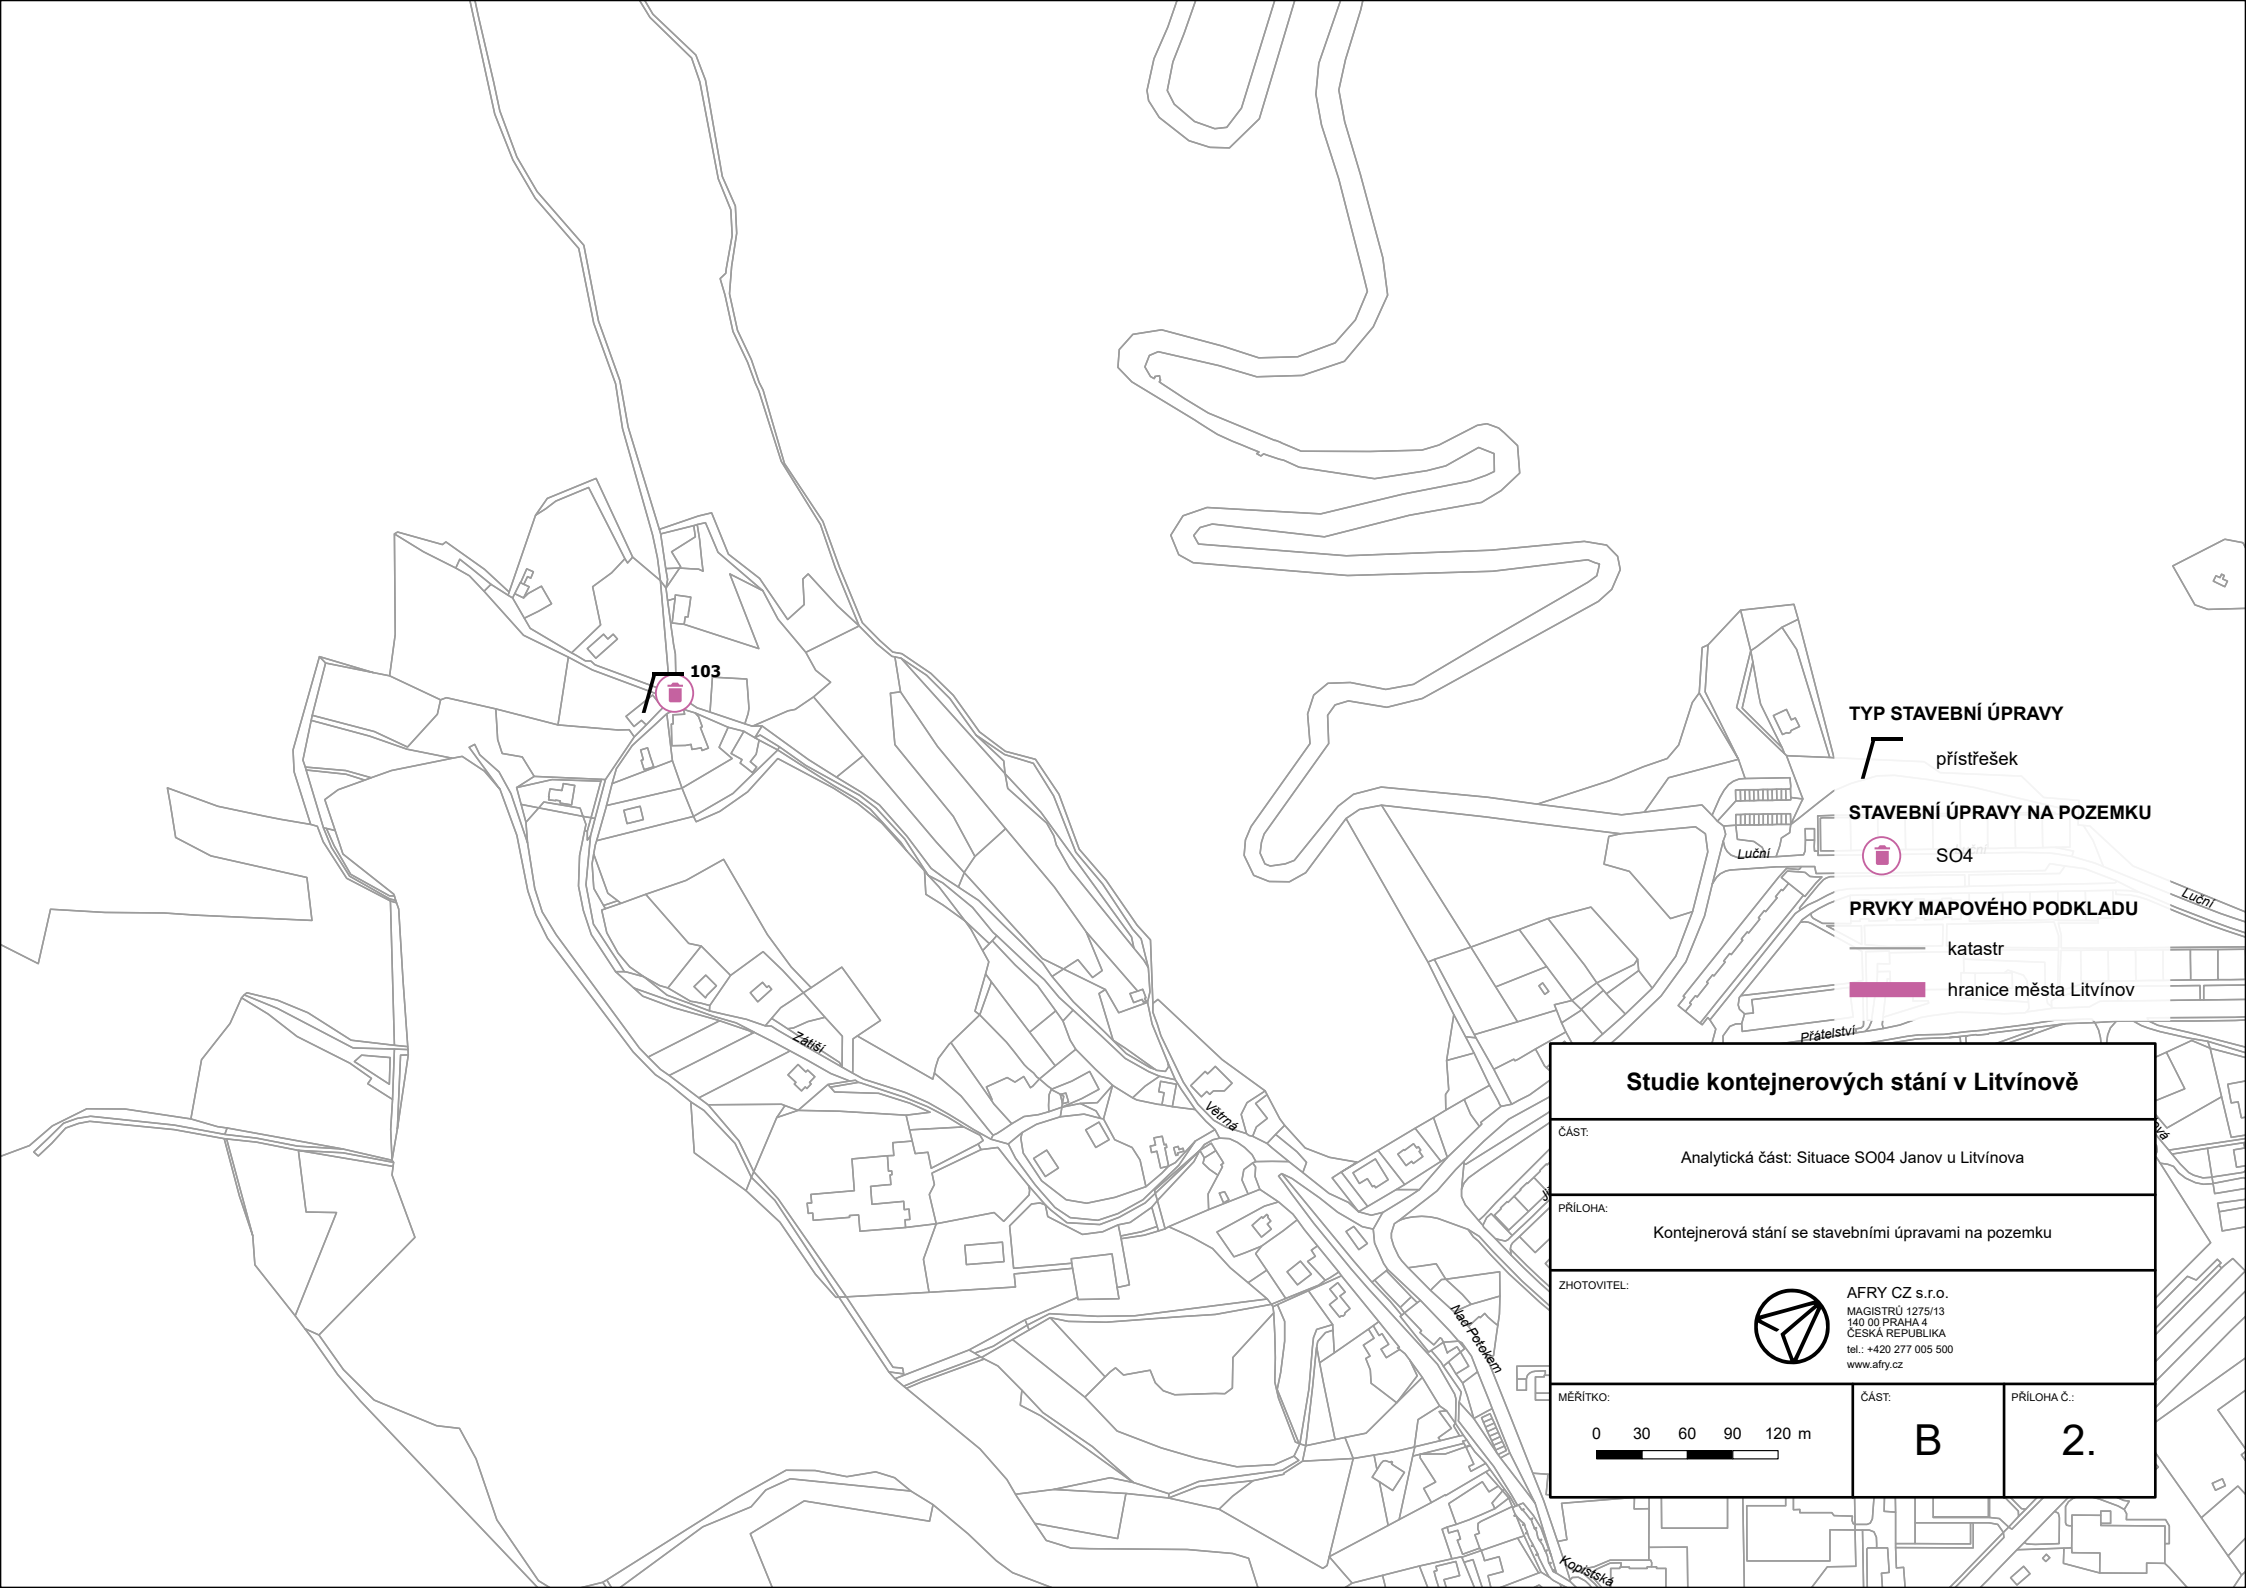 103
TYP STAVEBNÍ ÚPRAVY
přístřešek
STAVEBNÍ ÚPRAVY NA POZEMKU
SO4
PRVKY MAPOVÉHO PODKLADU
katastr
hranice města Litvínov
Luční
Luční
Přátelství
Zátiší
Větrná
Nad Potokem
Kopistská
Studie kontejnerových stání v Litvínově
ČÁST:
Analytická část: Situace SO04 Janov u Litvínova
PŘÍLOHA:
Kontejnerová stání se stavebními úpravami na pozemku
ZHOTOVITEL:
AFRY CZ s.r.o.
MAGISTRŮ 1275/13
140 00 PRAHA 4
ČESKÁ REPUBLIKA
tel.: +420 277 005 500
www.afry.cz
MĚŘÍTKO:
0 30 60 90 120 m
ČÁST:
B
PŘÍLOHA Č.:
2.